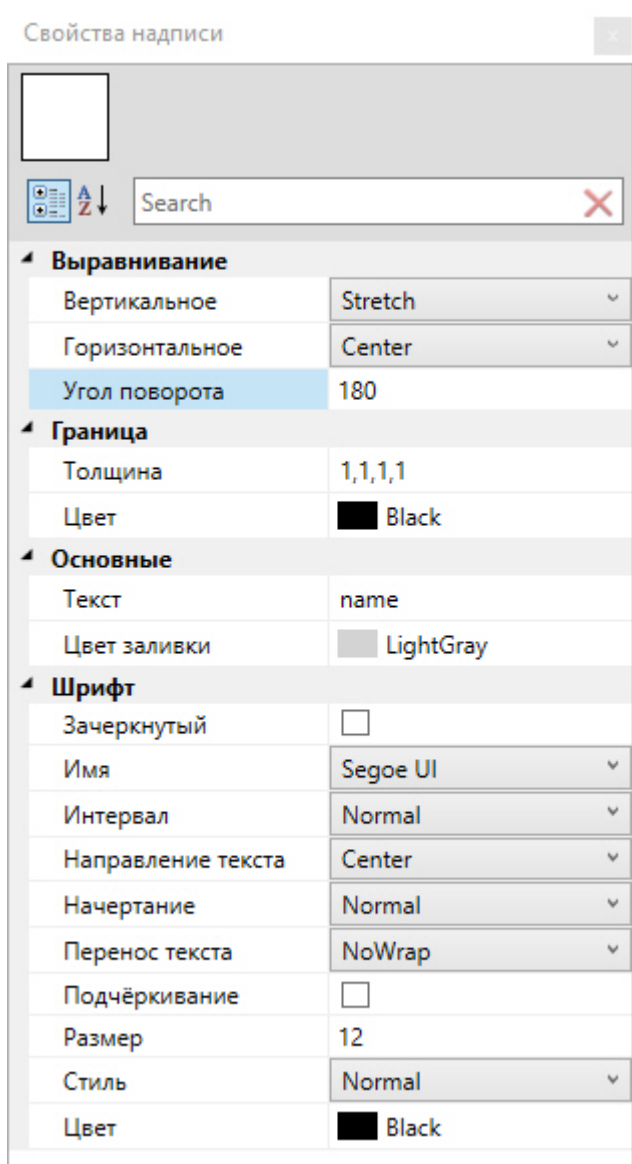 Свойства надписи
x
A
Z
Search
Выравнивание
Вертикальное Stretch
Горизонтальное Center
Угол поворота 180
Граница
Толщина 1,1,1,1
Цвет Black
Основные
Текст name
Цвет заливки LightGray
Шрифт
Зачеркнутый
Имя Segoe UI
Интервал Normal
Направление текста Center
Начертание Normal
Перенос текста NoWrap
Подчёркивание
Размер 12
Стиль Normal
Цвет Black